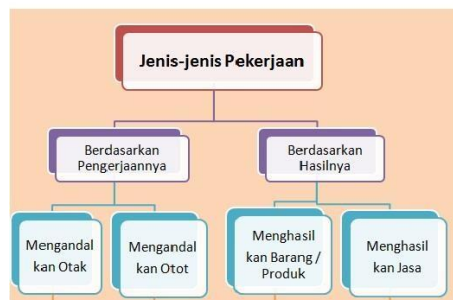 Jenis-jenis Pekerjaan
Berdasarkan
Pengerjaannya
Berdasarkan
Hasilnya
Mengandal
kan Otak
Mengandal
kan Otot
Menghasil
kan Barang /
Produk
Menghasil
kan Jasa